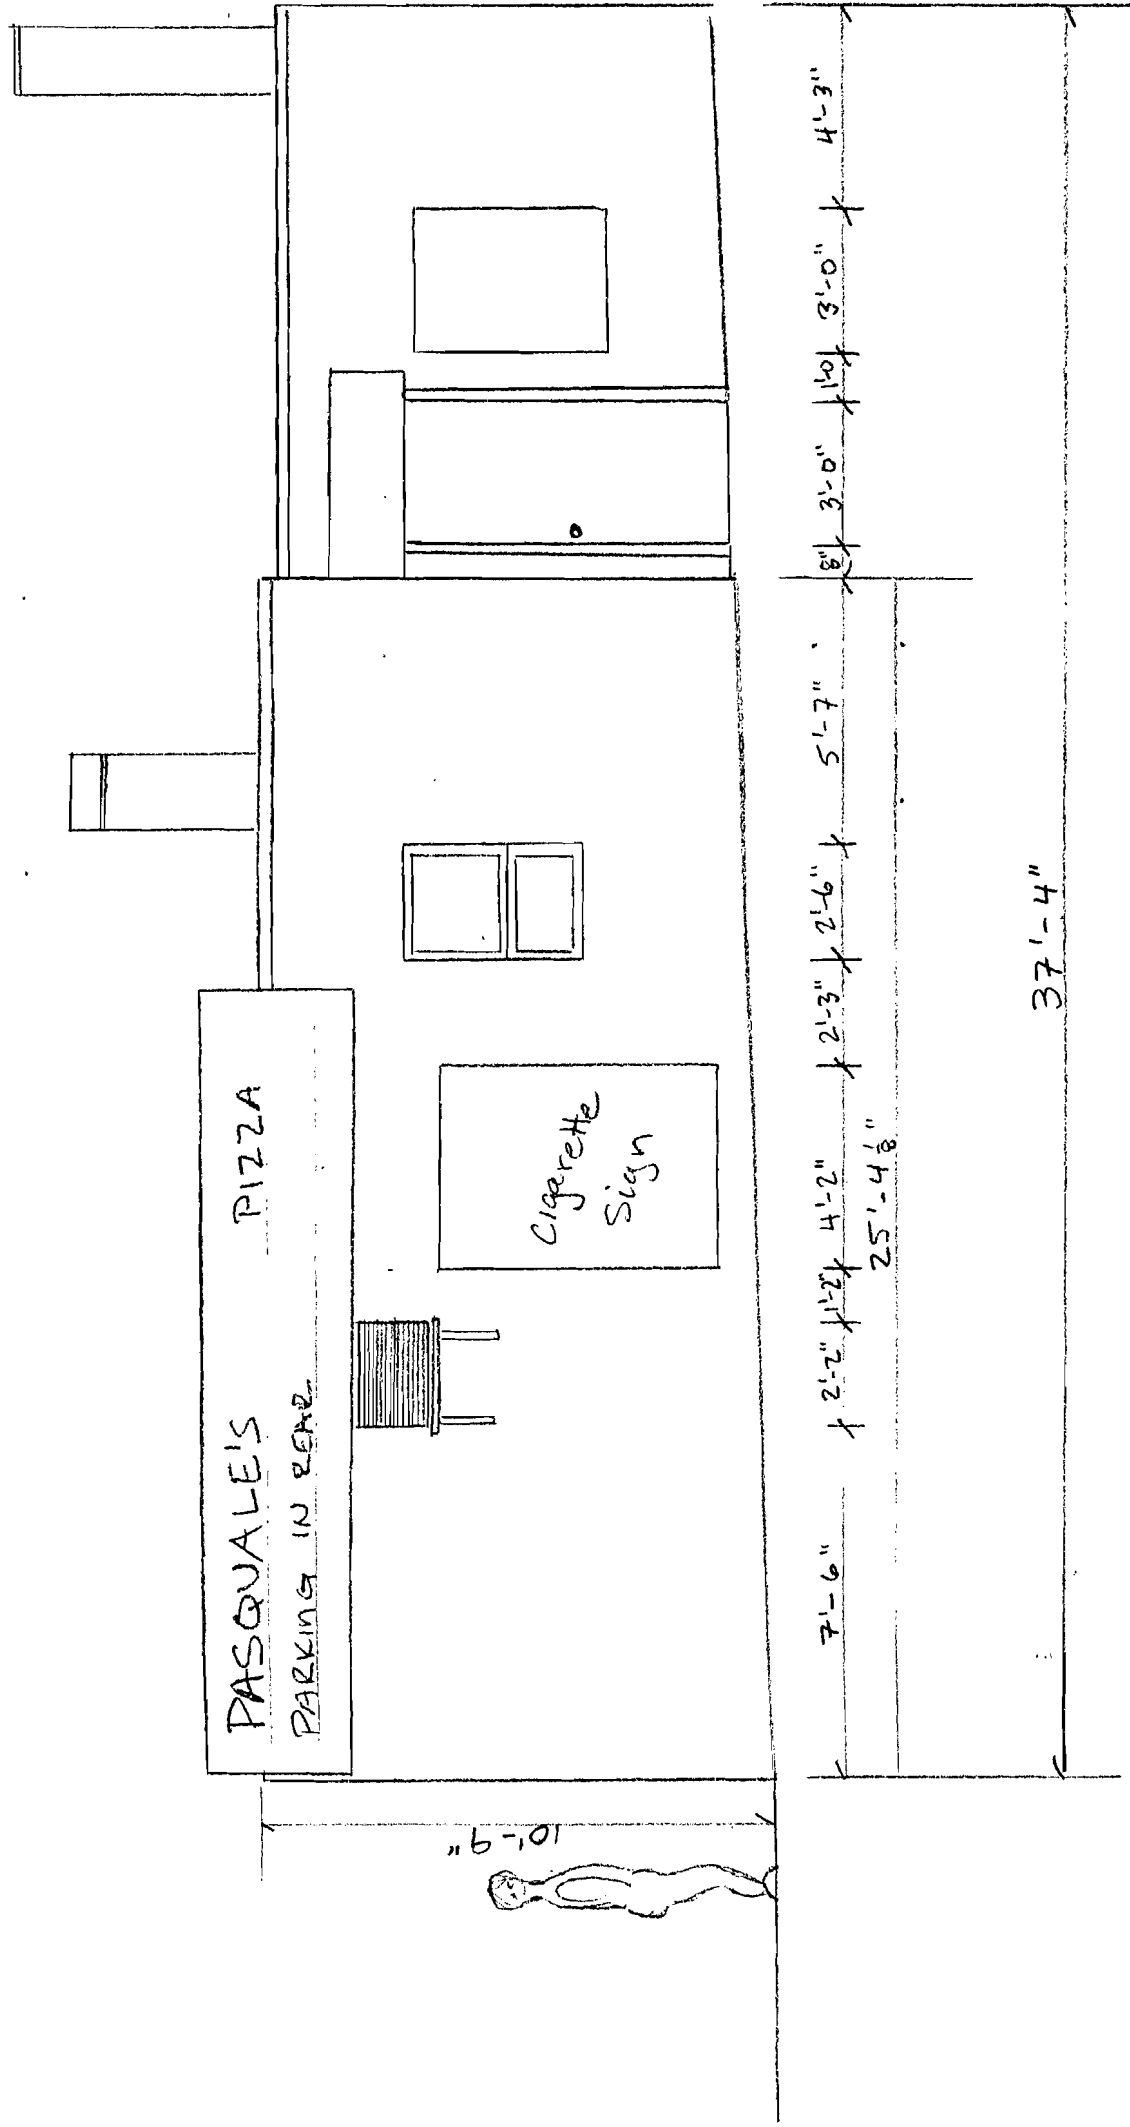 PASQUALE'S PIZZA
PARKING IN REAR
Cigarette
Sign
10'-9"
7'-6" 2'-2" 1'-2" 4'-2" 2'-3" 2'-6" 5'-7" 8" 3'-0" 1'-0 3'-0" 4'-3"
25'-4 1/8"
37'-4"